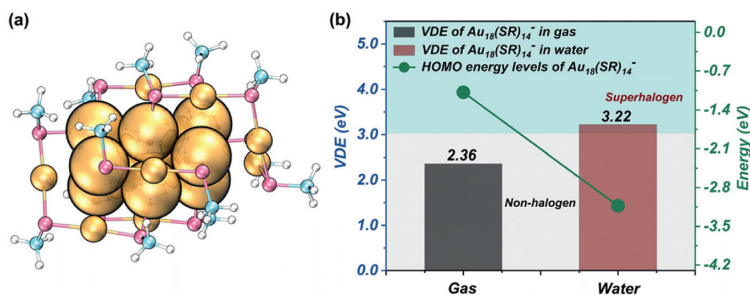 (a)
(b)
VDE of Au₁₈(SR)₁₄⁻ in gas
VDE of Au₁₈(SR)₁₄⁻ in water
HOMO energy levels of Au₁₈(SR)₁₄⁻
VDE (eV)
5.0
4.0
3.0
2.0
1.0
0.0
Superhalogen
3.22
2.36
Non-halogen
Gas
Water
0.0
-0.7
-1.4
-2.1
-2.8
-3.5
-4.2
Energy (eV)